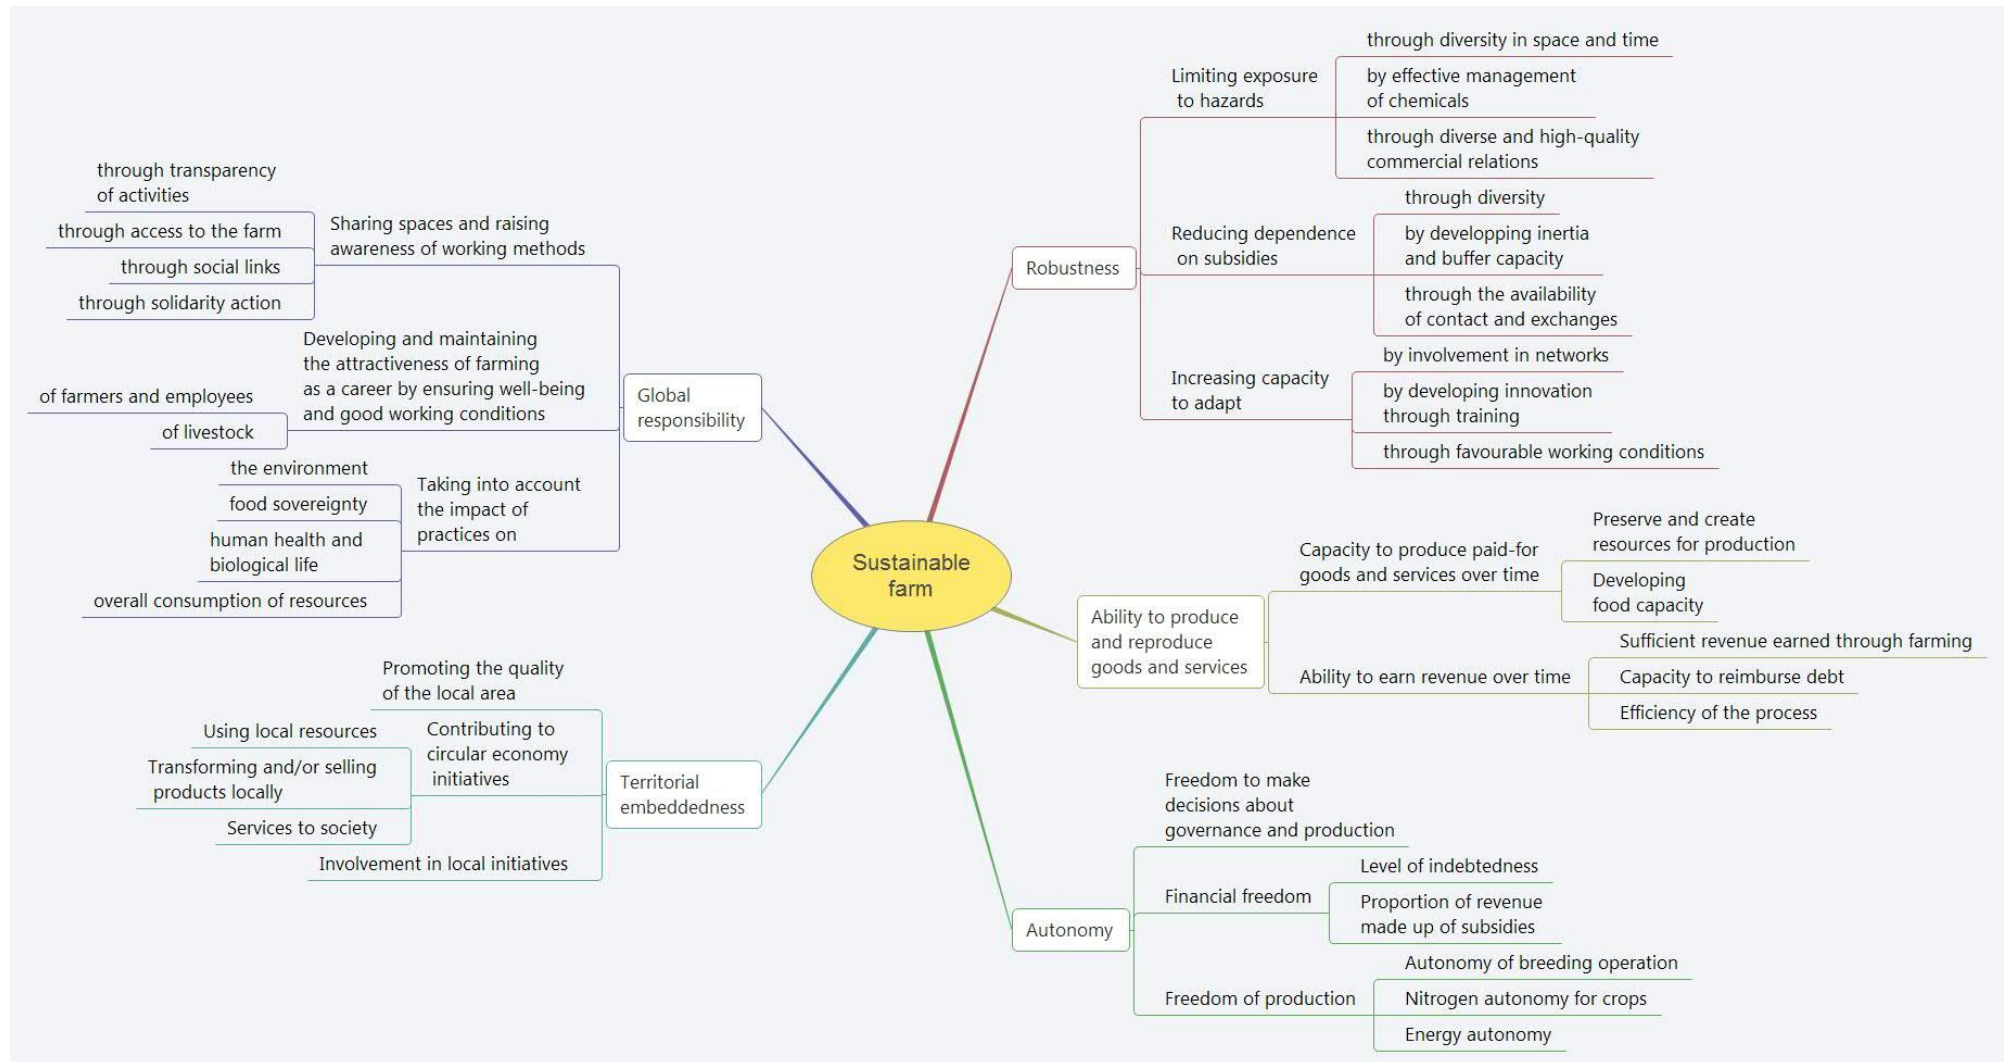 Sustainable
farm
Robustness
Limiting exposure
to hazards
through diversity in space and time
by effective management
of chemicals
through diverse and high-quality
commercial relations
Reducing dependence
on subsidies
through diversity
by developping inertia
and buffer capacity
through the availability
of contact and exchanges
Increasing capacity
to adapt
by involvement in networks
by developing innovation
through training
through favourable working conditions
Ability to produce
and reproduce
goods and services
Capacity to produce paid-for
goods and services over time
Preserve and create
resources for production
Developing
food capacity
Ability to earn revenue over time
Sufficient revenue earned through farming
Capacity to reimburse debt
Efficiency of the process
Autonomy
Freedom to make
decisions about
governance and production
Financial freedom
Level of indebtedness
Proportion of revenue
made up of subsidies
Freedom of production
Autonomy of breeding operation
Nitrogen autonomy for crops
Energy autonomy
Global
responsibility
Sharing spaces and raising
awareness of working methods
through transparency
of activities
through access to the farm
through social links
through solidarity action
Developing and maintaining
the attractiveness of farming
as a career by ensuring well-being
and good working conditions
of farmers and employees
of livestock
Taking into account
the impact of
practices on
the environment
food sovereignty
human health and
biological life
overall consumption of resources
Territorial
embeddedness
Promoting the quality
of the local area
Contributing to
circular economy
initiatives
Using local resources
Transforming and/or selling
products locally
Services to society
Involvement in local initiatives